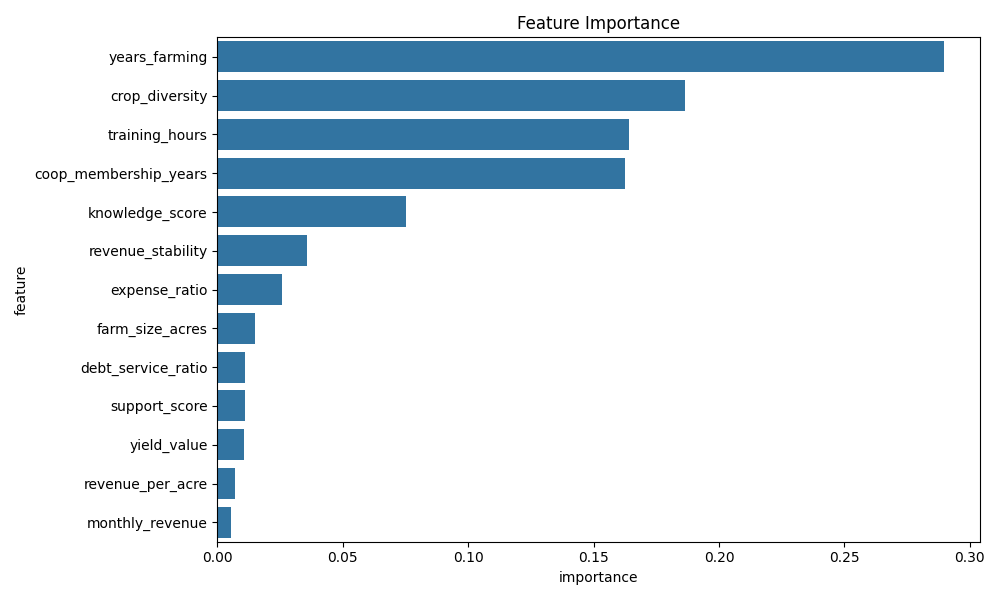 Feature Importance
years_farming
crop_diversity
training_hours
coop_membership_years
knowledge_score
revenue_stability
expense_ratio
farm_size_acres
debt_service_ratio
support_score
yield_value
revenue_per_acre
monthly_revenue
feature
0.00 0.05 0.10 0.15 0.20 0.25 0.30
importance